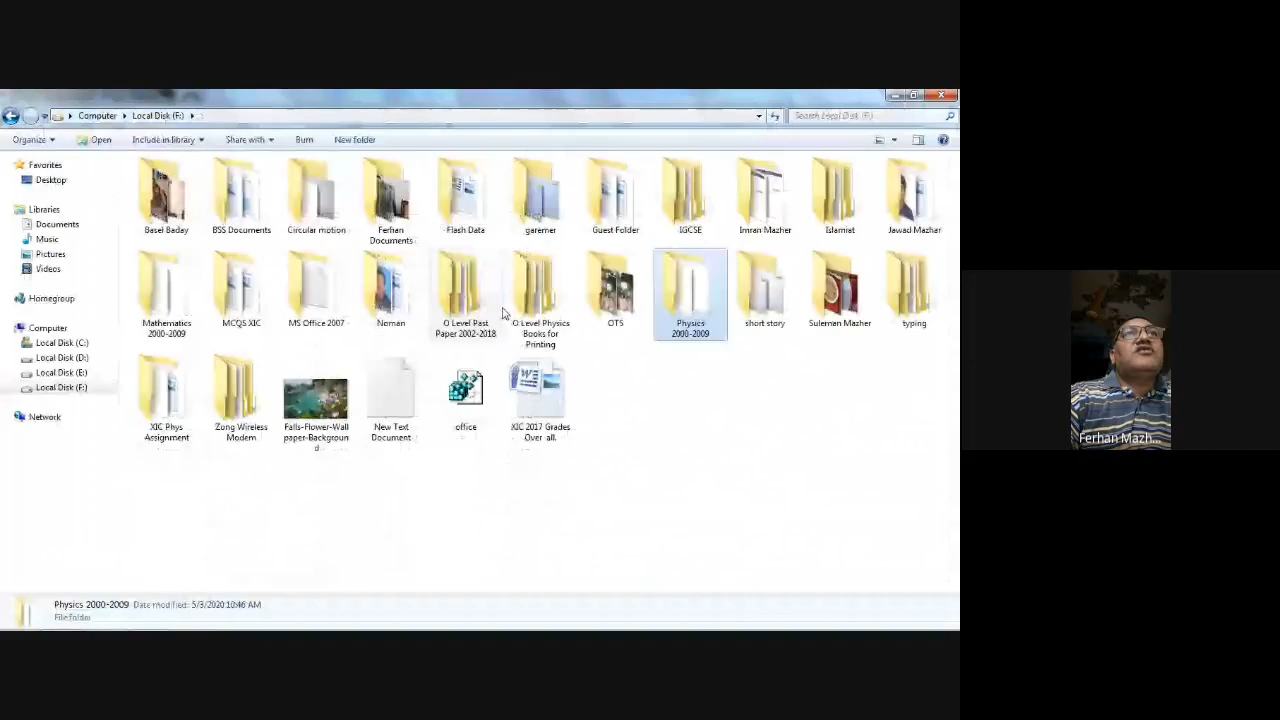 Computer Local Disk (F:)
Search Local Disk (F:)
Organize Open Include in library Share with Burn New folder
Favorites
Desktop
Libraries
Documents
Music
Pictures
Videos
Homegroup
Computer
Local Disk (C:)
Local Disk (D:)
Local Disk (E:)
Local Disk (F:)
Network
Basel Baday
BSS Documents
Circular motion
Ferhan
Documents
Flash Data
garemer
Guest Folder
IGCSE
Imran Mazher
Islamiat
Jawad Mazhar
Mathematics
2000-2009
MCQS XIC
MS Office 2007
Noman
O Level Past
Paper 2002-2018
O Level Physics
Books for
Printing
OTS
Physics
2000-2009
short story
Suleman Mazher
typing
XIC Phys
Assignment
Zong Wireless
Modem
Falls-Flower-Wall
paper-Backgroun
d
New Text
Document
office
XIC 2017 Grades
Over all.
Physics 2000-2009 Date modified: 5/3/2020 10:46 AM
File folder
Ferhan Mazh...